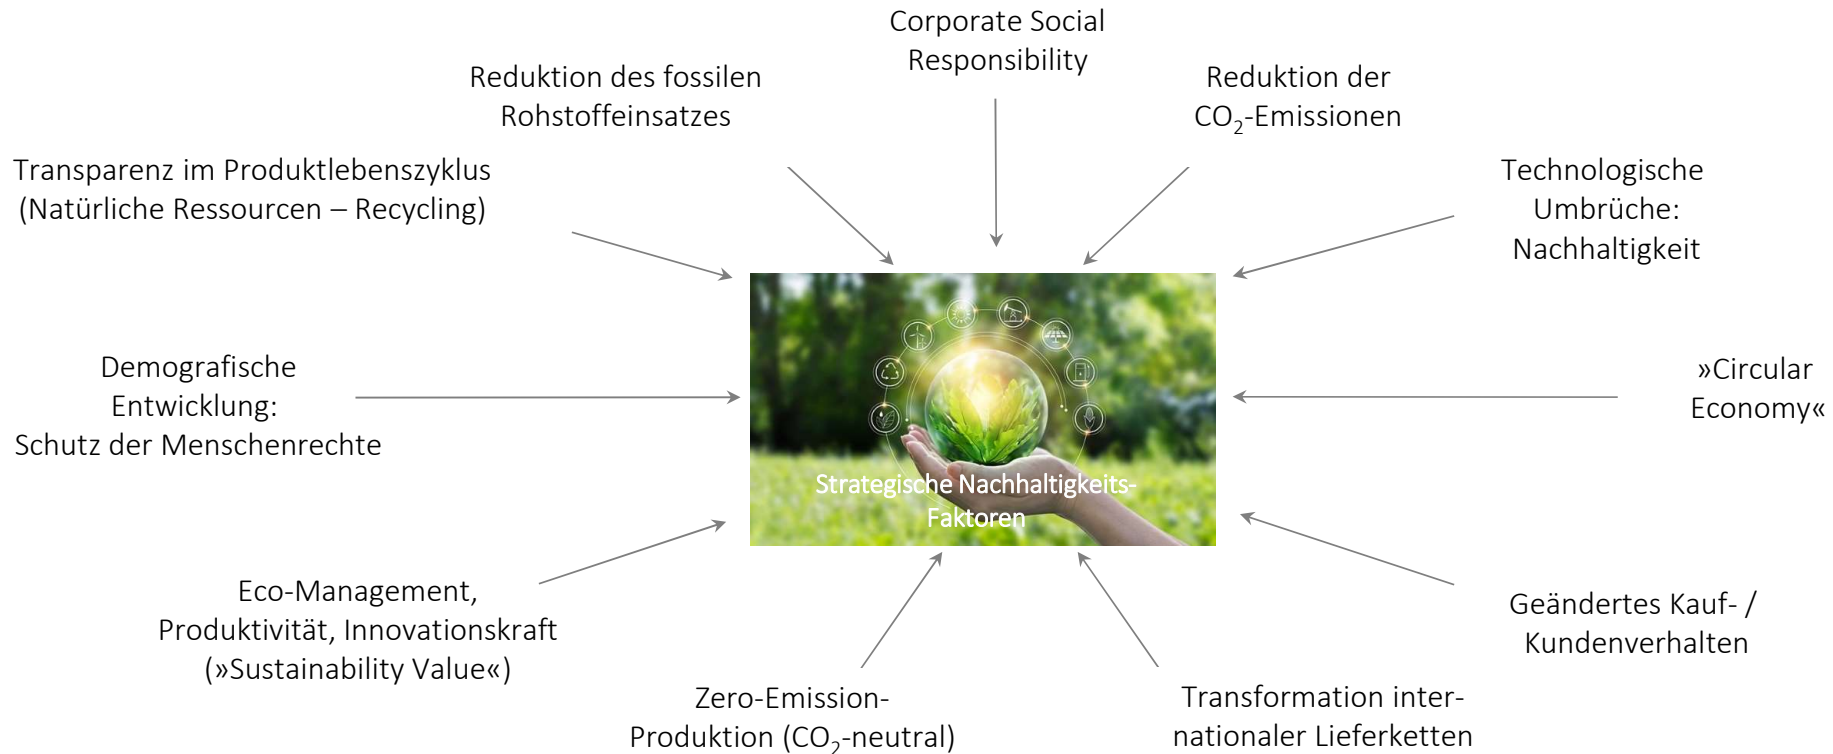 Corporate Social
Responsibility
Reduktion des fossilen
Rohstoffeinsatzes
Reduktion der
CO₂-Emissionen
Transparenz im Produktlebenszyklus
(Natürliche Ressourcen – Recycling)
Technologische
Umbrüche:
Nachhaltigkeit
Demografische
Entwicklung:
Schutz der Menschenrechte
»Circular
Economy«
Strategische Nachhaltigkeits-
Faktoren
Eco-Management,
Produktivität, Innovationskraft
(»Sustainability Value«)
Geändertes Kauf- /
Kundenverhalten
Zero-Emission-
Produktion (CO₂-neutral)
Transformation inter-
nationaler Lieferketten